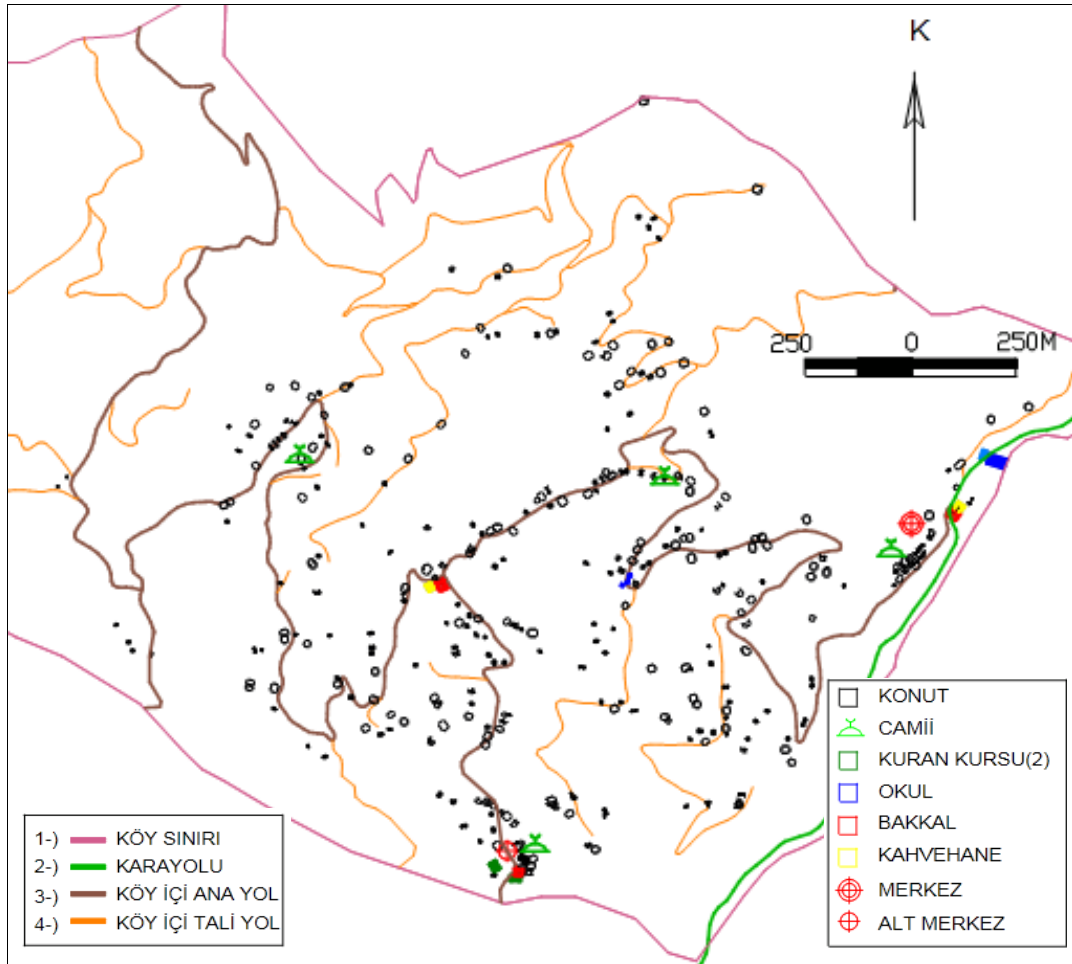 K
250 0 250M
KONUT
CAMİİ
KURAN KURSU(2)
OKUL
BAKKAL
KAHVEHANE
MERKEZ
ALT MERKEZ
1-) KÖY SINIRI
2-) KARAYOLU
3-) KÖY İÇİ ANA YOL
4-) KÖY İÇİ TALİ YOL